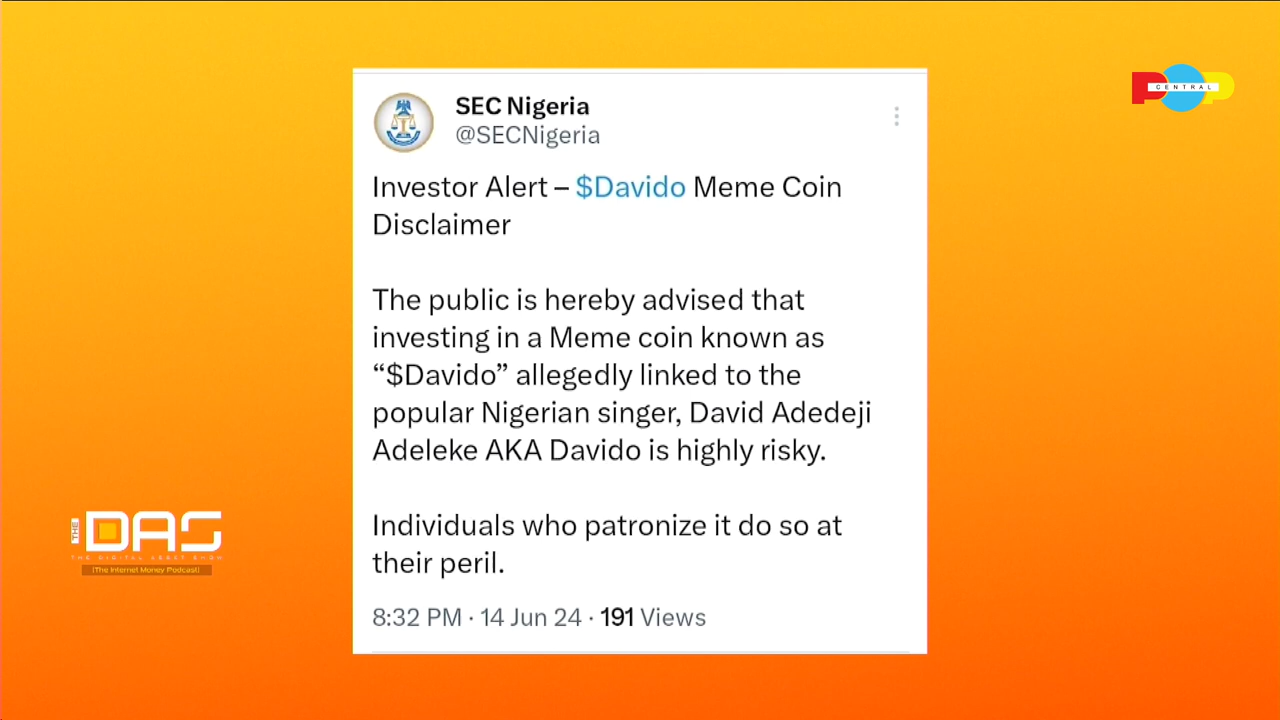 SEC Nigeria
@SECNigeria
Investor Alert – $Davido Meme Coin
Disclaimer
The public is hereby advised that
investing in a Meme coin known as
“$Davido” allegedly linked to the
popular Nigerian singer, David Adedeji
Adeleke AKA Davido is highly risky.
Individuals who patronize it do so at
their peril.
8:32 PM · 14 Jun 24 · 191 Views
POP
CENTRAL
THE DAS
THE DIGITAL ASSET SHOW
(The Internet Money Podcast)